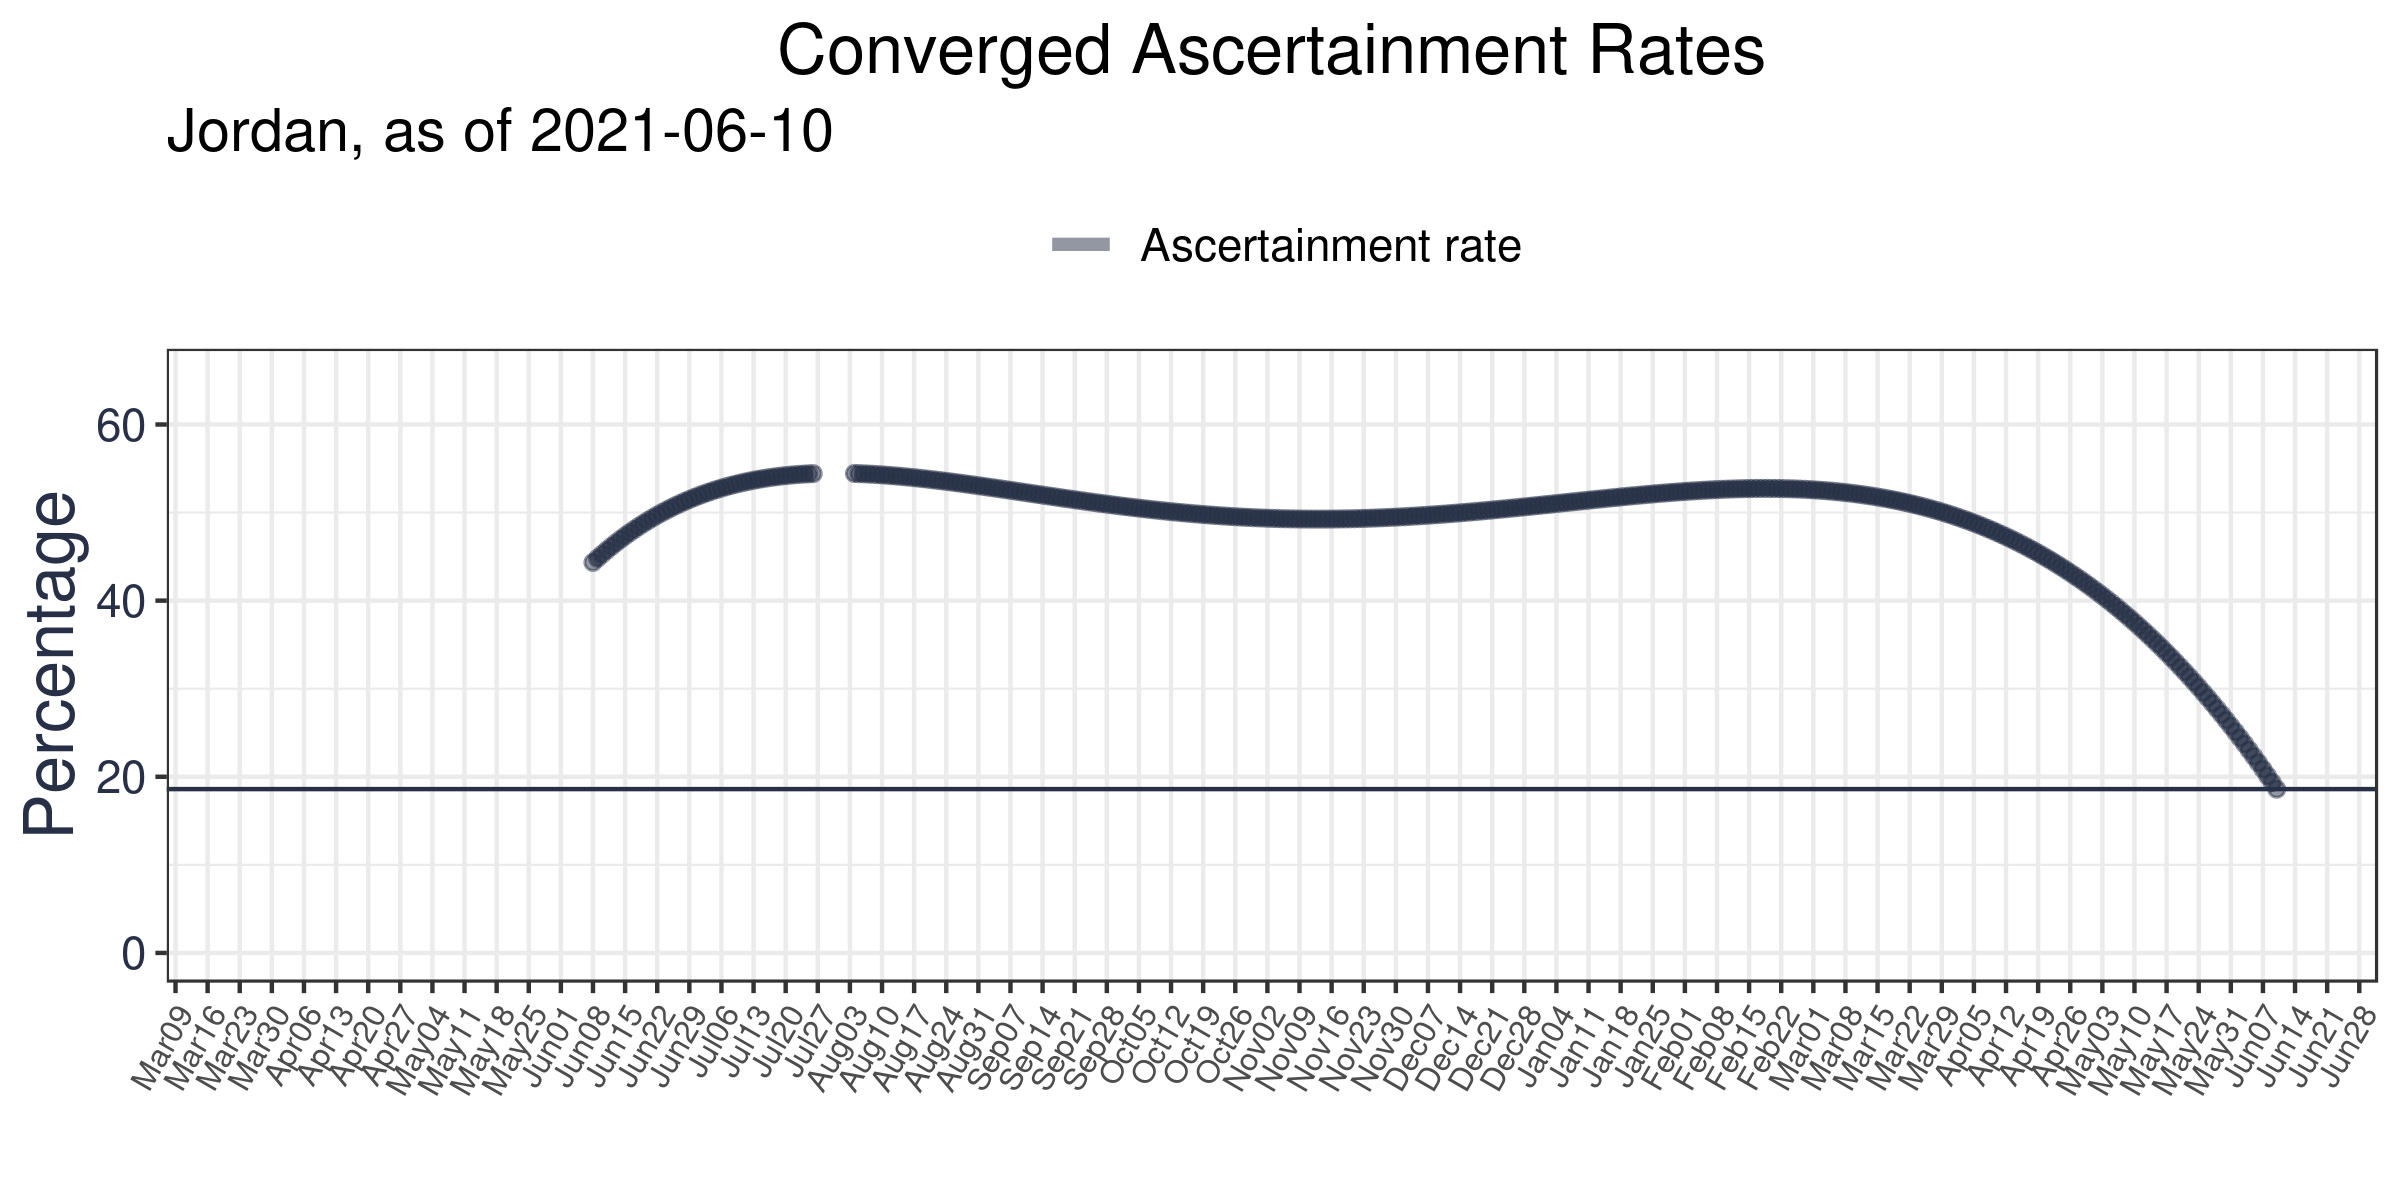 Converged Ascertainment Rates
Jordan, as of 2021-06-10
Ascertainment rate
Percentage
60
40
20
0
Mar09 Mar16 Mar23 Mar30 Apr06 Apr13 Apr20 Apr27 May04 May11 May18 May25 Jun01 Jun08 Jun15 Jun22 Jun29 Jul06 Jul13 Jul20 Jul27 Aug03 Aug10 Aug17 Aug24 Aug31 Sep07 Sep14 Sep21 Sep28 Oct05 Oct12 Oct19 Oct26 Nov02 Nov09 Nov16 Nov23 Nov30 Dec07 Dec14 Dec21 Dec28 Jan04 Jan11 Jan18 Jan25 Feb01 Feb08 Feb15 Feb22 Mar01 Mar08 Mar15 Mar22 Mar29 Apr05 Apr12 Apr19 Apr26 May03 May10 May17 May24 May31 Jun07 Jun14 Jun21 Jun28